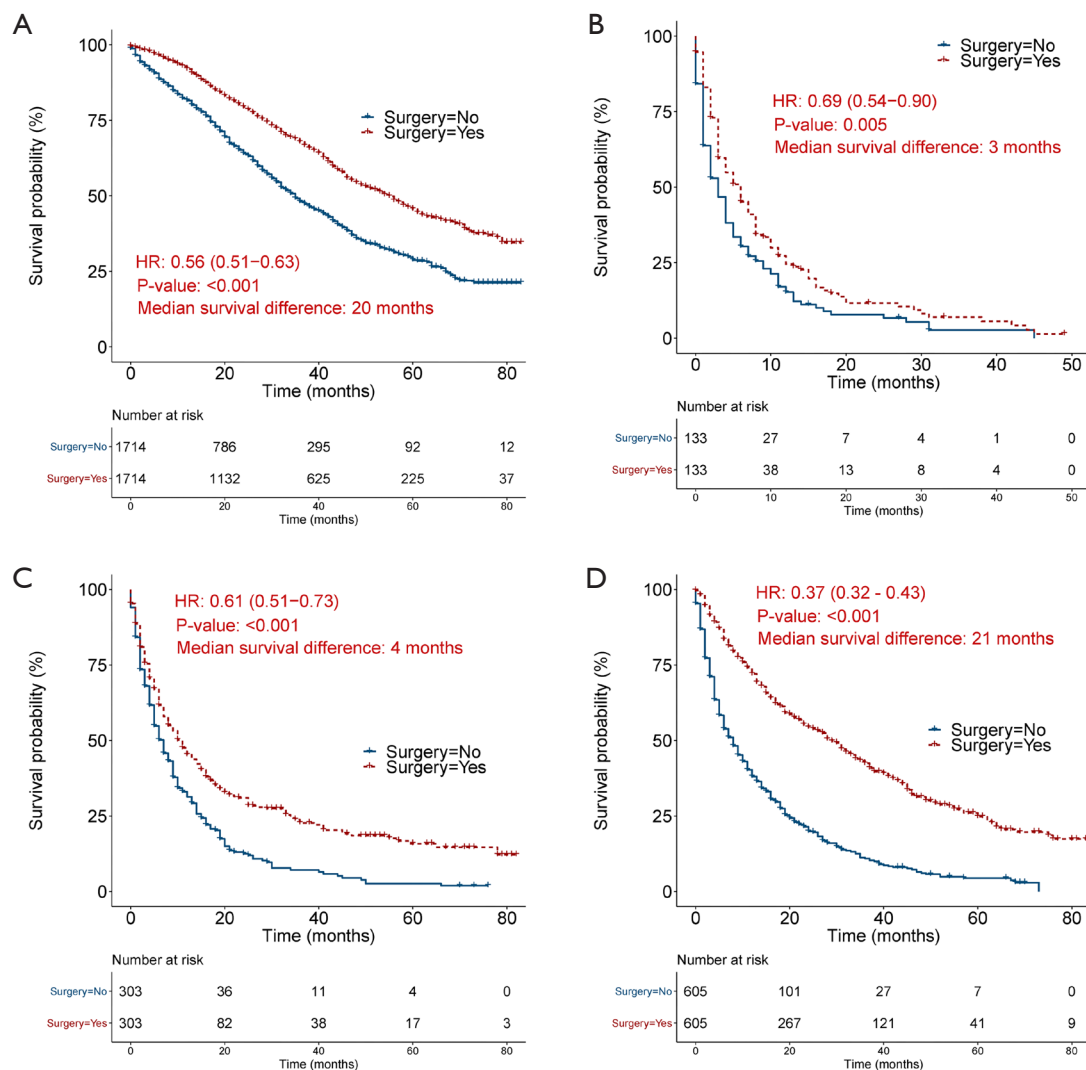 A
100
75
50
25
0
Survival probability (%)
Surgery=No
Surgery=Yes
HR: 0.56 (0.51−0.63)
P-value: <0.001
Median survival difference: 20 months
0 20 40 60 80
Time (months)
Number at risk
Surgery=No 1714 786 295 92 12
Surgery=Yes 1714 1132 625 225 37
0 20 40 60 80
Time (months)
B
100
75
50
25
0
Survival probability (%)
Surgery=No
Surgery=Yes
HR: 0.69 (0.54−0.90)
P-value: 0.005
Median survival difference: 3 months
0 10 20 30 40 50
Time (months)
Number at risk
Surgery=No 133 27 7 4 1 0
Surgery=Yes 133 38 13 8 4 0
0 10 20 30 40 50
Time (months)
C
100
75
50
25
0
Survival probability (%)
HR: 0.61 (0.51−0.73)
P-value: <0.001
Median survival difference: 4 months
Surgery=No
Surgery=Yes
0 20 40 60 80
Time (months)
Number at risk
Surgery=No 303 36 11 4 0
Surgery=Yes 303 82 38 17 3
0 20 40 60 80
Time (months)
D
100
75
50
25
0
Survival probability (%)
HR: 0.37 (0.32 - 0.43)
P-value: <0.001
Median survival difference: 21 months
Surgery=No
Surgery=Yes
0 20 40 60 80
Time (months)
Number at risk
Surgery=No 605 101 27 7 0
Surgery=Yes 605 267 121 41 9
0 20 40 60 80
Time (months)